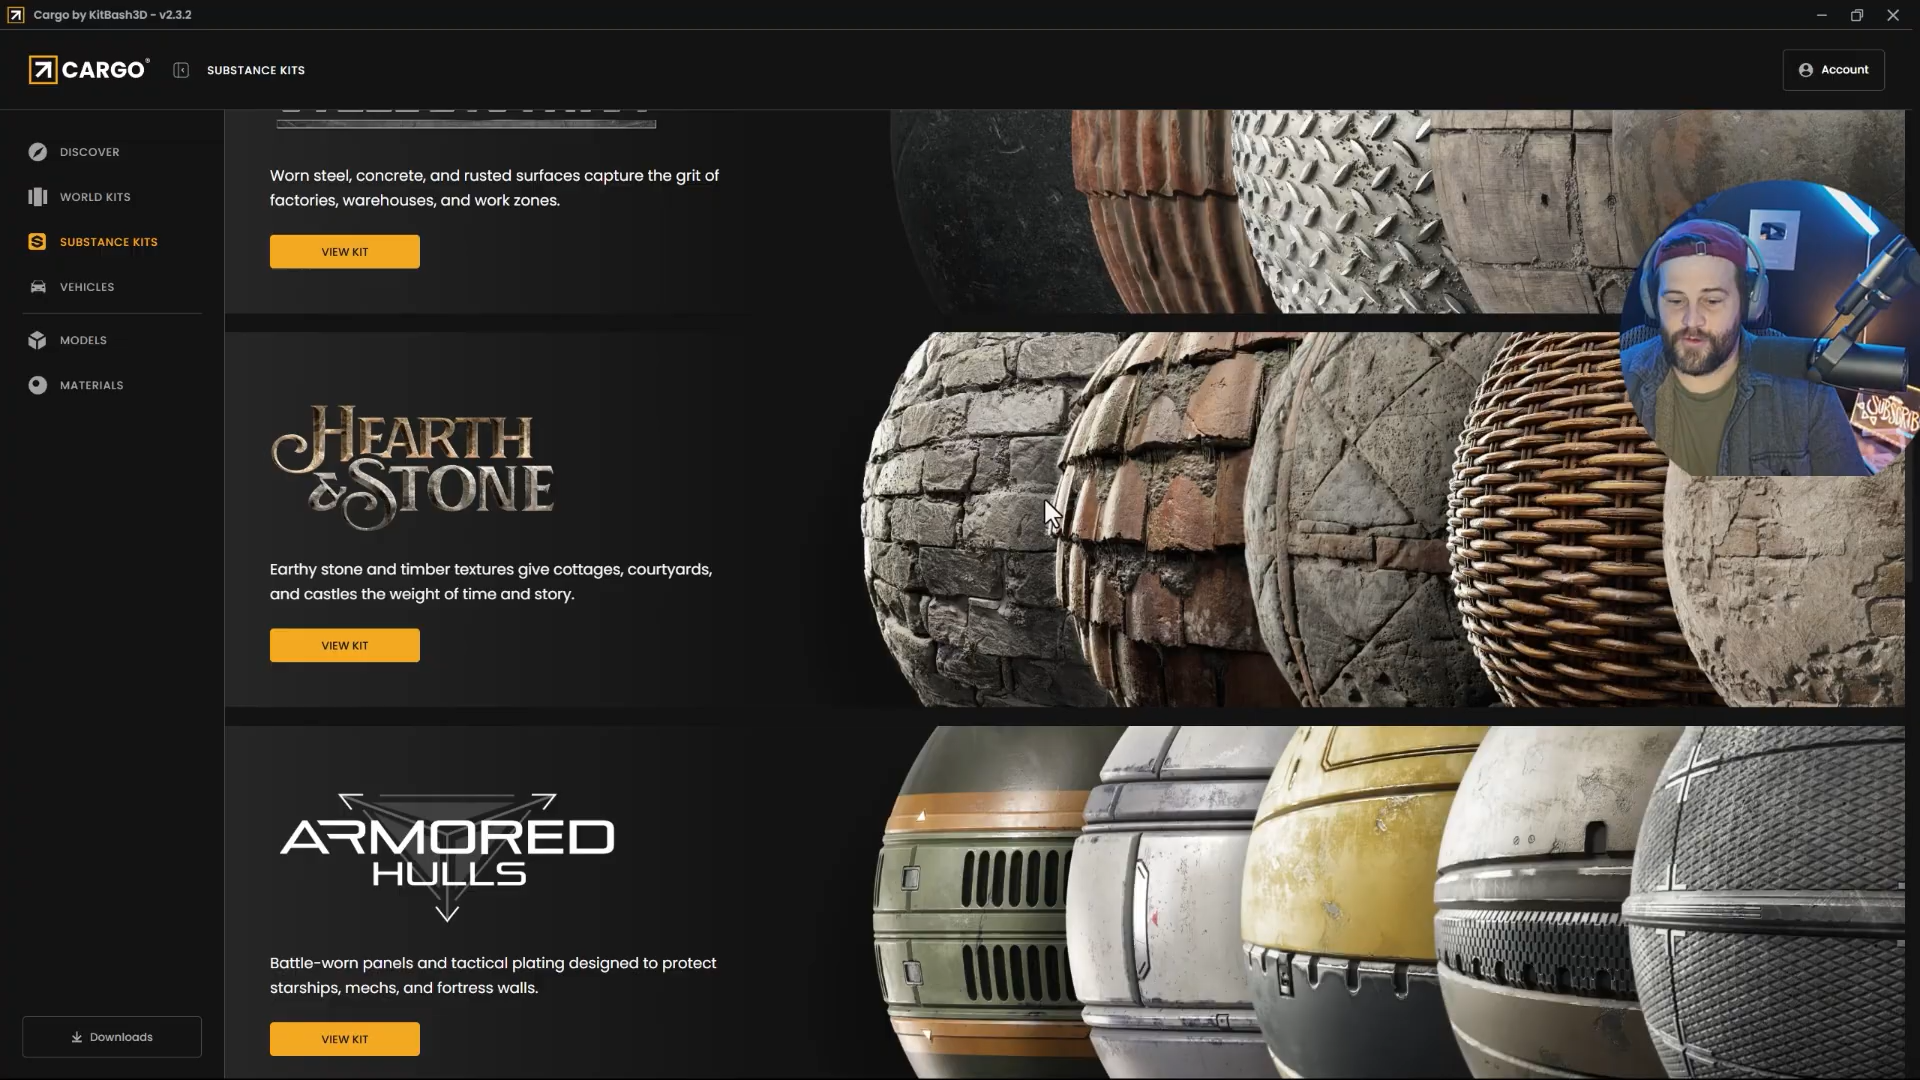 Cargo by KitBash3D - v2.3.2
CARGO
SUBSTANCE KITS
Account
DISCOVER
WORLD KITS
SUBSTANCE KITS
VEHICLES
MODELS
MATERIALS
Downloads
Worn steel, concrete, and rusted surfaces capture the grit of
factories, warehouses, and work zones.
VIEW KIT
HEARTH
&STONE
Earthy stone and timber textures give cottages, courtyards,
and castles the weight of time and story.
VIEW KIT
ARMORED
HULLS
Battle-worn panels and tactical plating designed to protect
starships, mechs, and fortress walls.
VIEW KIT